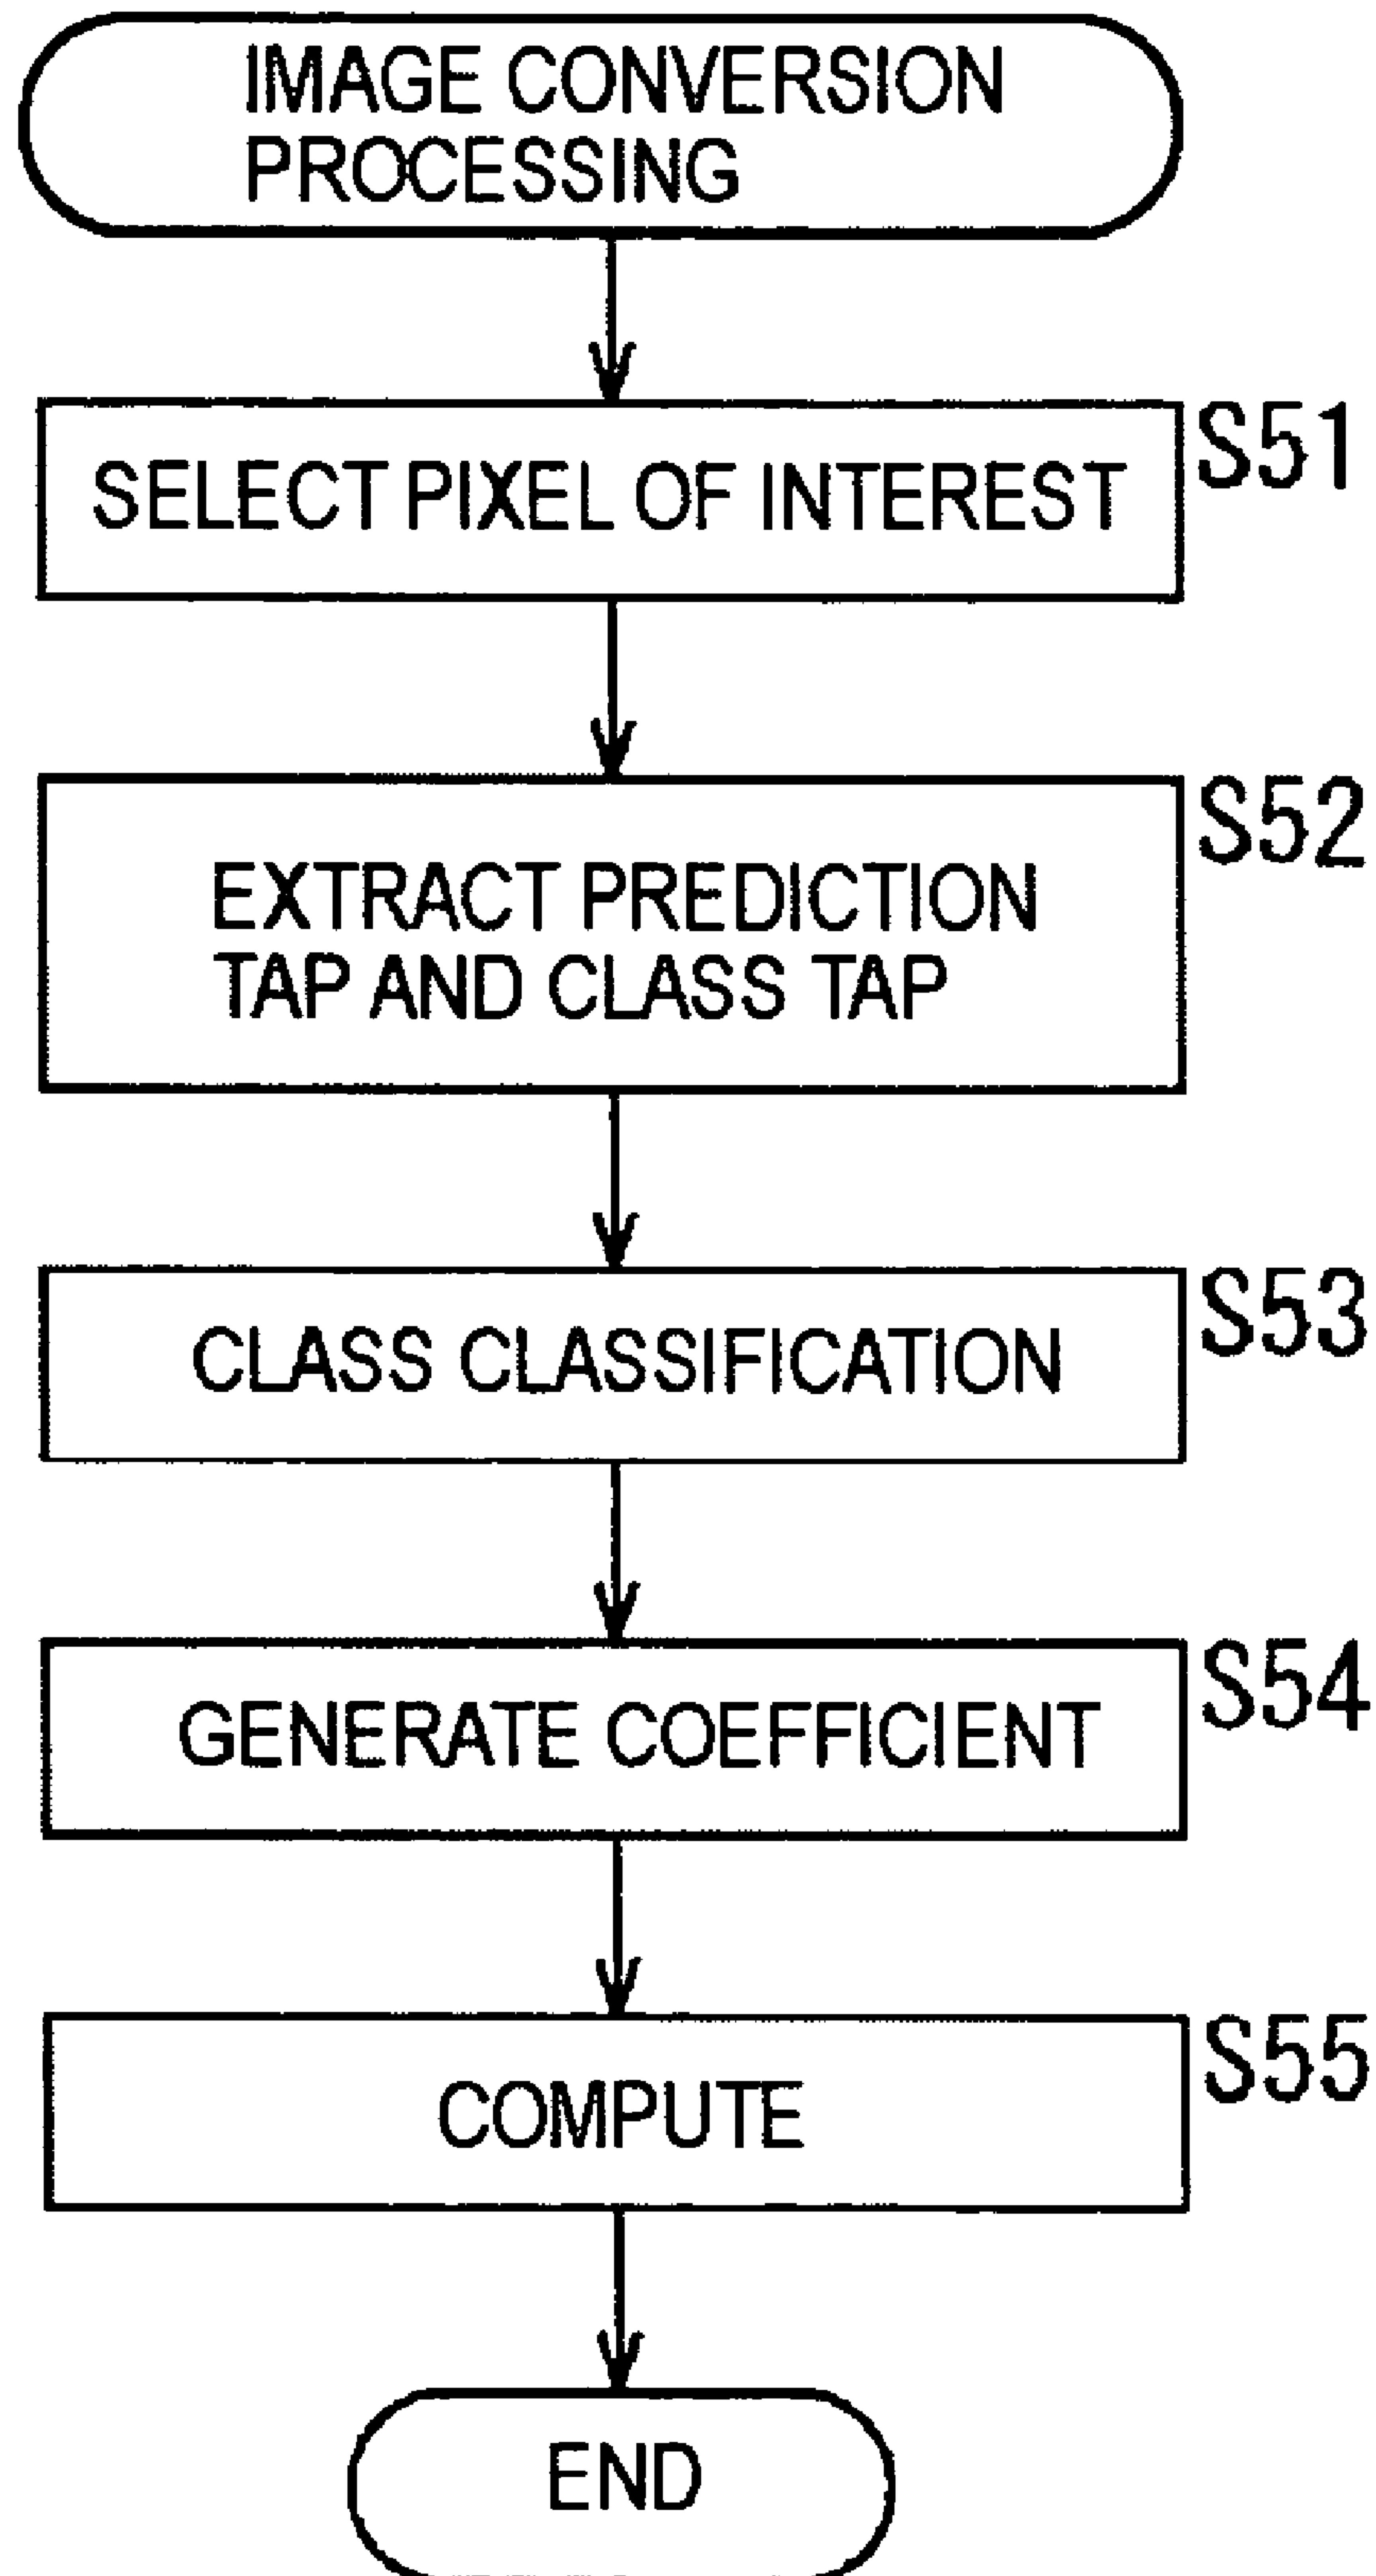 IMAGE CONVERSION
PROCESSING
S51
SELECT PIXEL OF INTEREST
S52
EXTRACT PREDICTION
TAP AND CLASS TAP
S53
CLASS CLASSIFICATION
S54
GENERATE COEFFICIENT
S55
COMPUTE
END